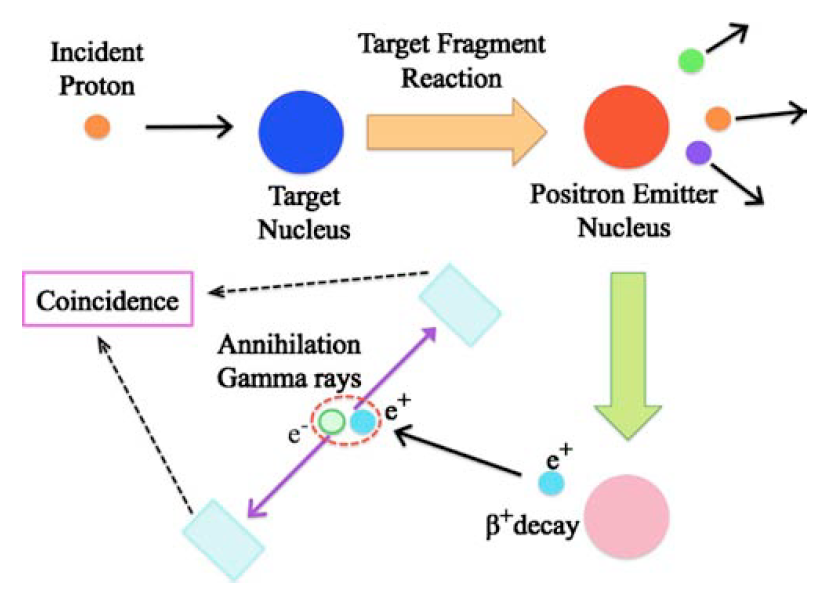 Incident
Proton
Target Fragment
Reaction
Target
Nucleus
Positron Emitter
Nucleus
Coincidence
Annihilation
Gamma rays
e⁻
e⁺
e⁺
β⁺decay